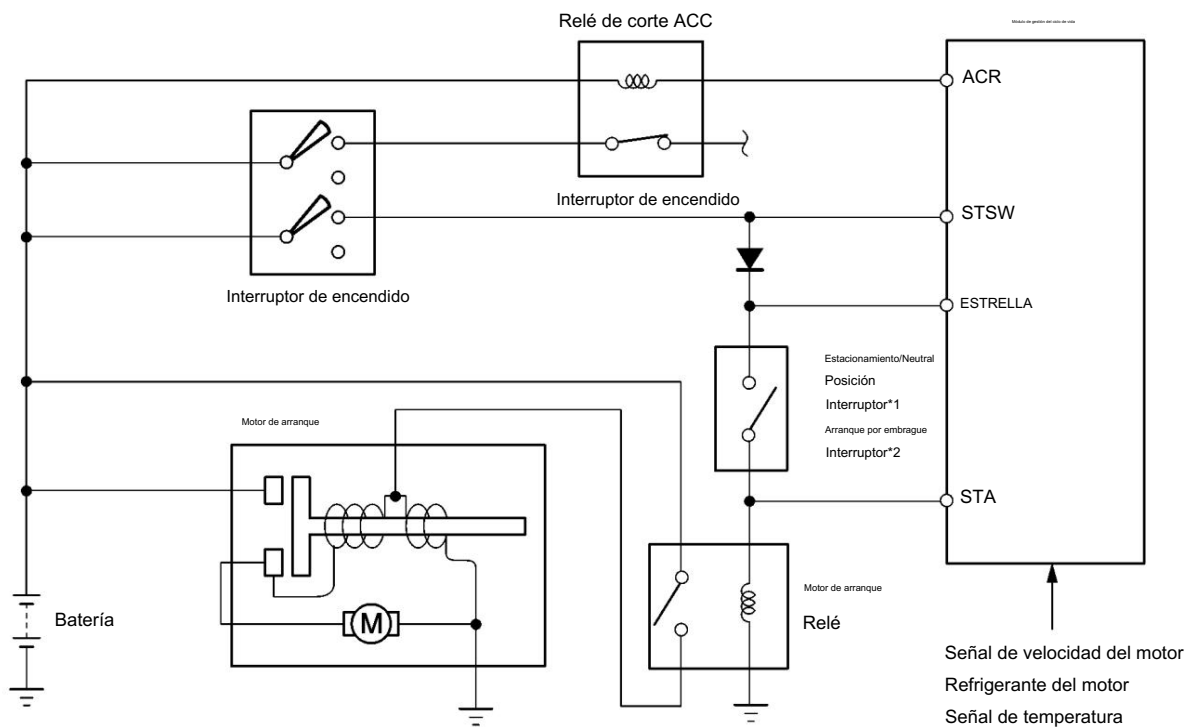 Relé de corte ACC
Módulo de gestión del ciclo de vida
ACR
Interruptor de encendido
STSW
Interruptor de encendido
ESTRELLA
Estacionamiento/Neutral
Posición
Interruptor*1
Arranque por embrague
Interruptor*2
Motor de arranque
STA
Motor de arranque
Relé
M
Batería
Señal de velocidad del motor
Refrigerante del motor
Señal de temperatura